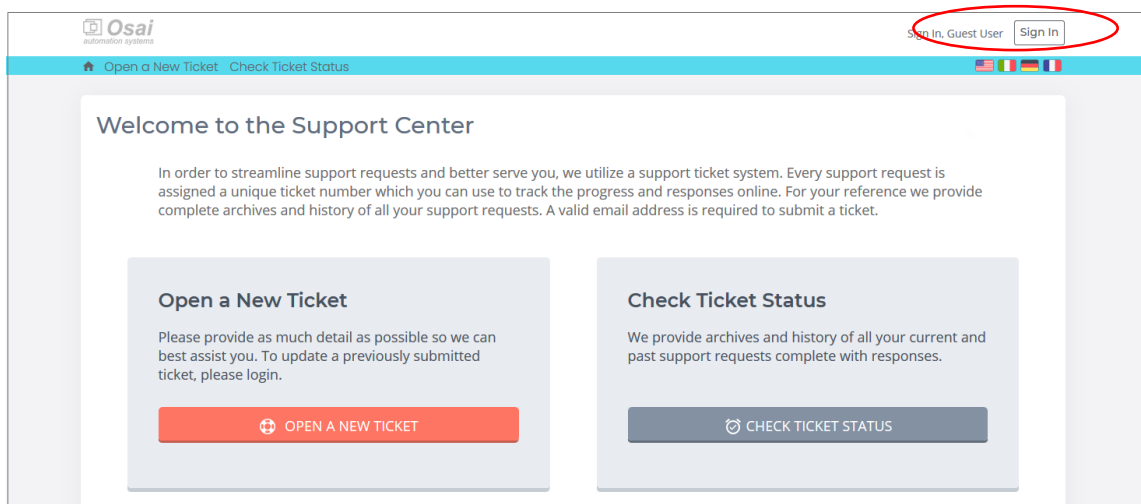 Osai
automation systems
Sign In, Guest User Sign In
Open a New Ticket Check Ticket Status
Welcome to the Support Center
In order to streamline support requests and better serve you, we utilize a support ticket system. Every support request is
assigned a unique ticket number which you can use to track the progress and responses online. For your reference we provide
complete archives and history of all your support requests. A valid email address is required to submit a ticket.
Open a New Ticket
Please provide as much detail as possible so we can
best assist you. To update a previously submitted
ticket, please login.
OPEN A NEW TICKET
Check Ticket Status
We provide archives and history of all your current and
past support requests complete with responses.
CHECK TICKET STATUS